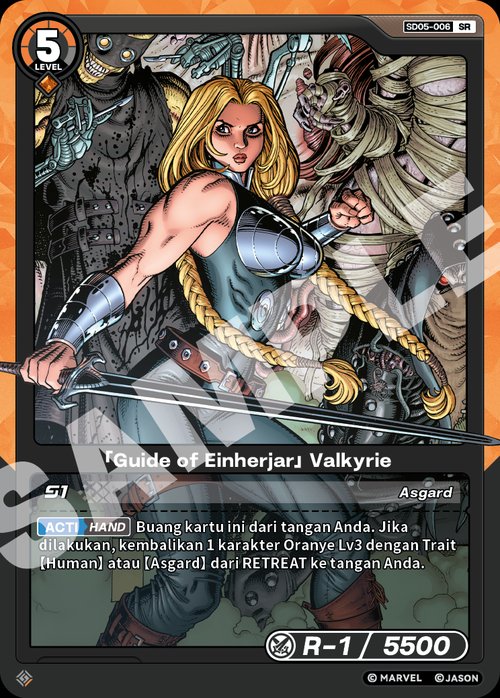 SD05-006 SR
5
LEVEL
SAMPLE
「Guide of Einherjar」 Valkyrie
S1 Asgard
ACTI HAND Buang kartu ini dari tangan Anda. Jika
dilakukan, kembalikan 1 karakter Oranye Lv3 dengan Trait
【Human】 atau 【Asgard】 dari RETREAT ke tangan Anda.
R-1 / 5500
© MARVEL ©JASON